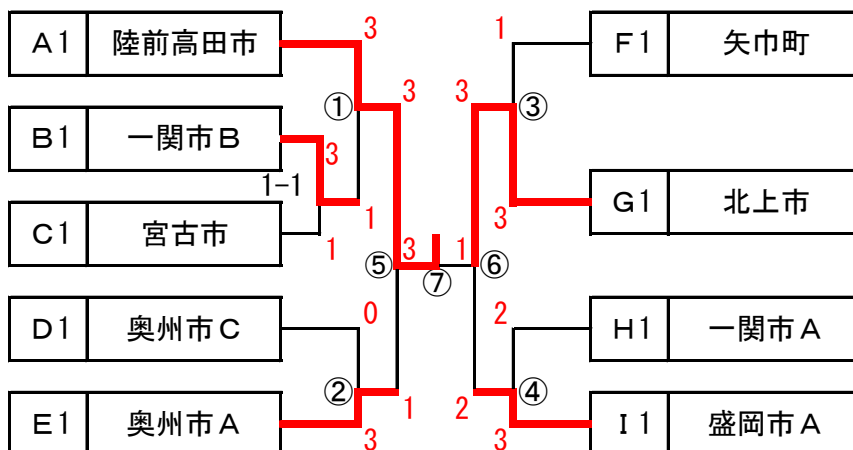 A1 陸前高田市 3 1 F1 矢巾町
3 3
① ③
B1 一関市B 3
1-1
G1 北上市
C1 宮古市 1 1 3
⑤ 3 ⑦ 1 ⑥
D1 奥州市C 0 2 H1 一関市A
② ④
E1 奥州市A 3 1 2 3 I1 盛岡市A